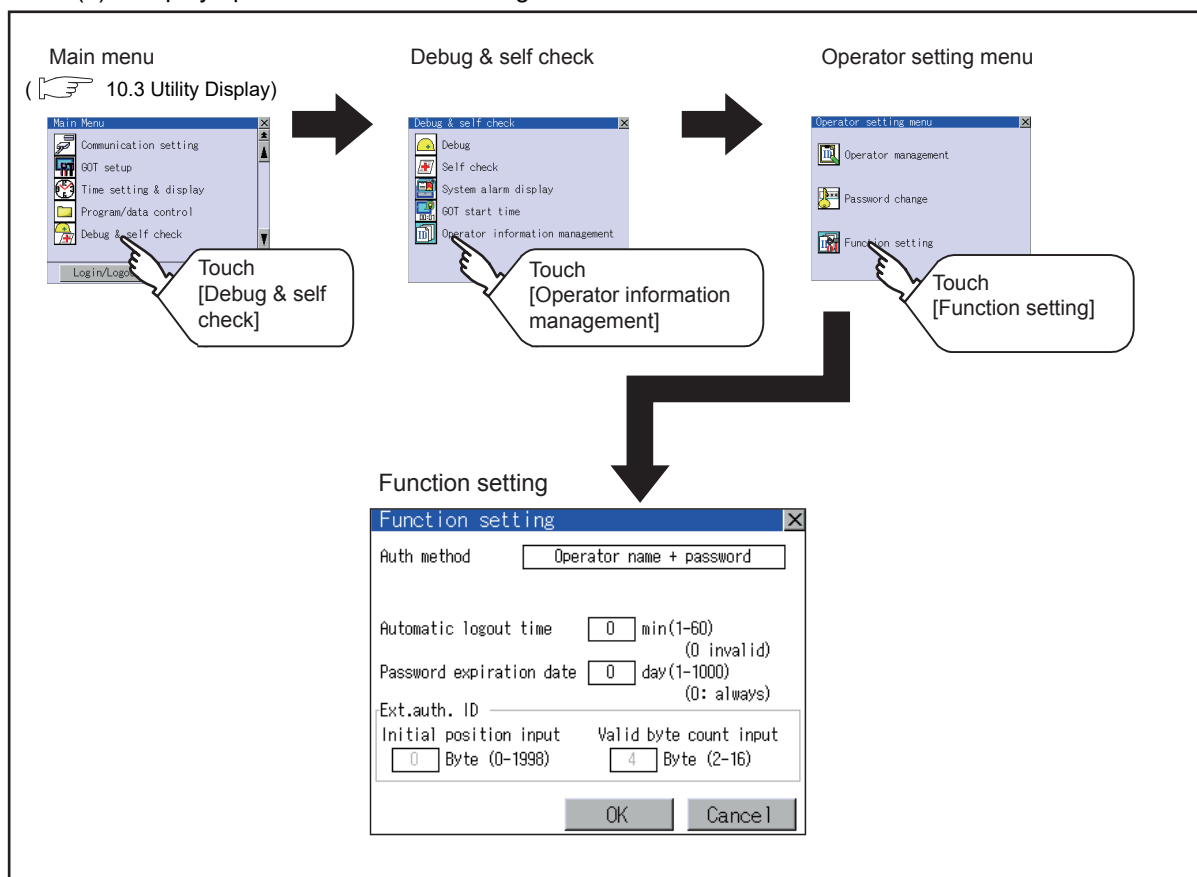 Main menu
( 10.3 Utility Display)
Debug & self check
Operator setting menu
Main Menu
Communication setting
GOT setup
Time setting & display
Program/data control
Debug & self check
Touch
[Debug & self
check]
Debug & self check
Debug
Self check
System alarm display
GOT start time
Operator information management
Touch
[Operator information
management]
Operator setting menu
Operator management
Password change
Function setting
Touch
[Function setting]
Function setting
Function setting
Auth method Operator name + password
Automatic logout time 0 min(1-60)
(0 invalid)
Password expiration date 0 day(1-1000)
(0: always)
Ext.auth. ID
Initial position input Valid byte count input
0 Byte (0-1998) 4 Byte (2-16)
OK Cancel